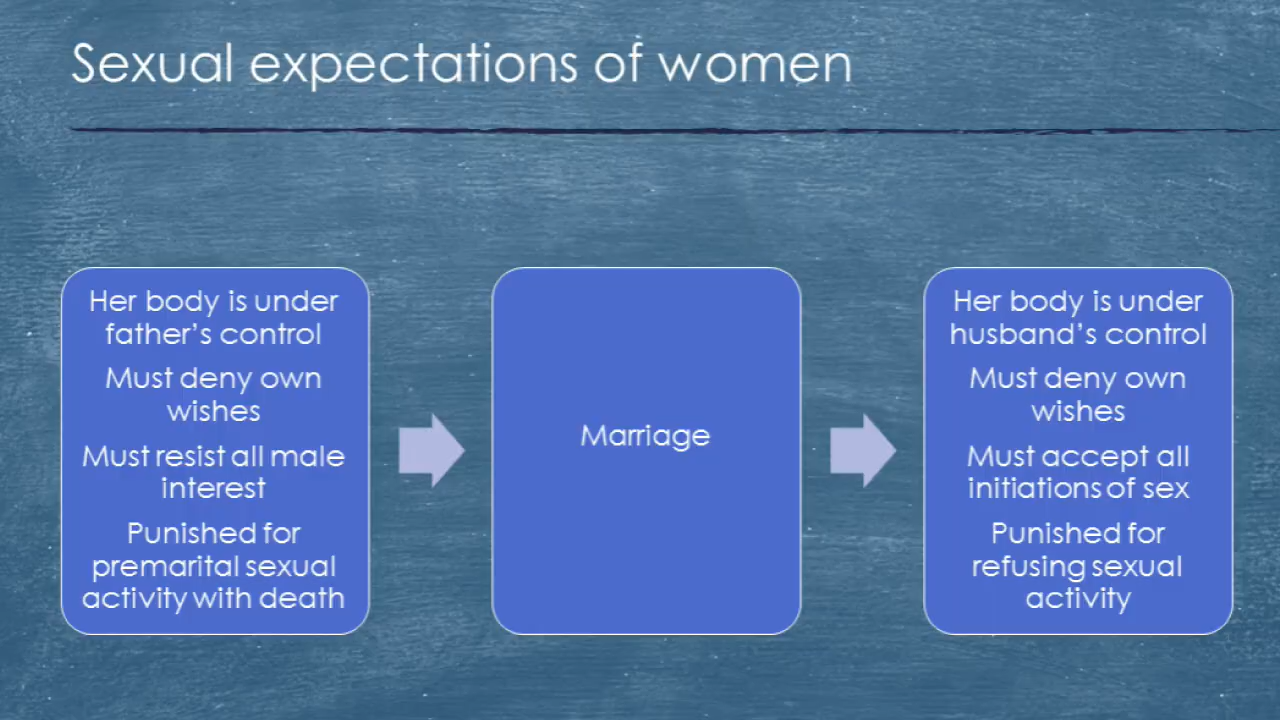 Sexual expectations of women
Her body is under
father's control
Must deny own
wishes
Must resist all male
interest
Punished for
premarital sexual
activity with death
Marriage
Her body is under
husband's control
Must deny own
wishes
Must accept all
initiations of sex
Punished for
refusing sexual
activity